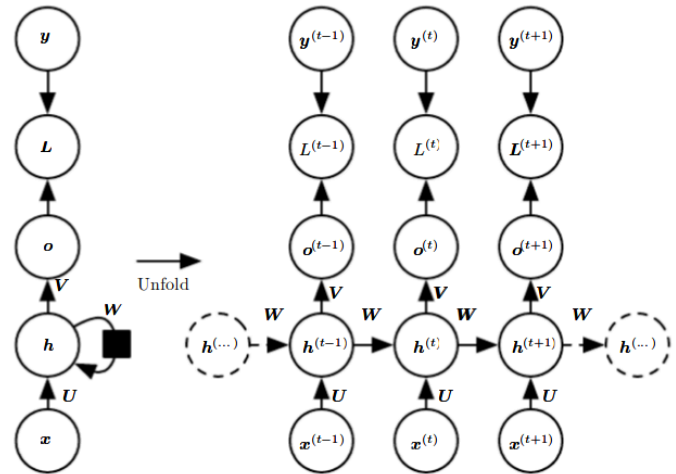 y y^(t−1) y^(t) y^(t+1)
L L^(t−1) L^(t) L^(t+1)
o o^(t−1) o^(t) o^(t+1)
Unfold
V V V V
W W W W W
h h^(...) h^(t−1) h^(t) h^(t+1) h^(...)
U U U U
x x^(t−1) x^(t) x^(t+1)